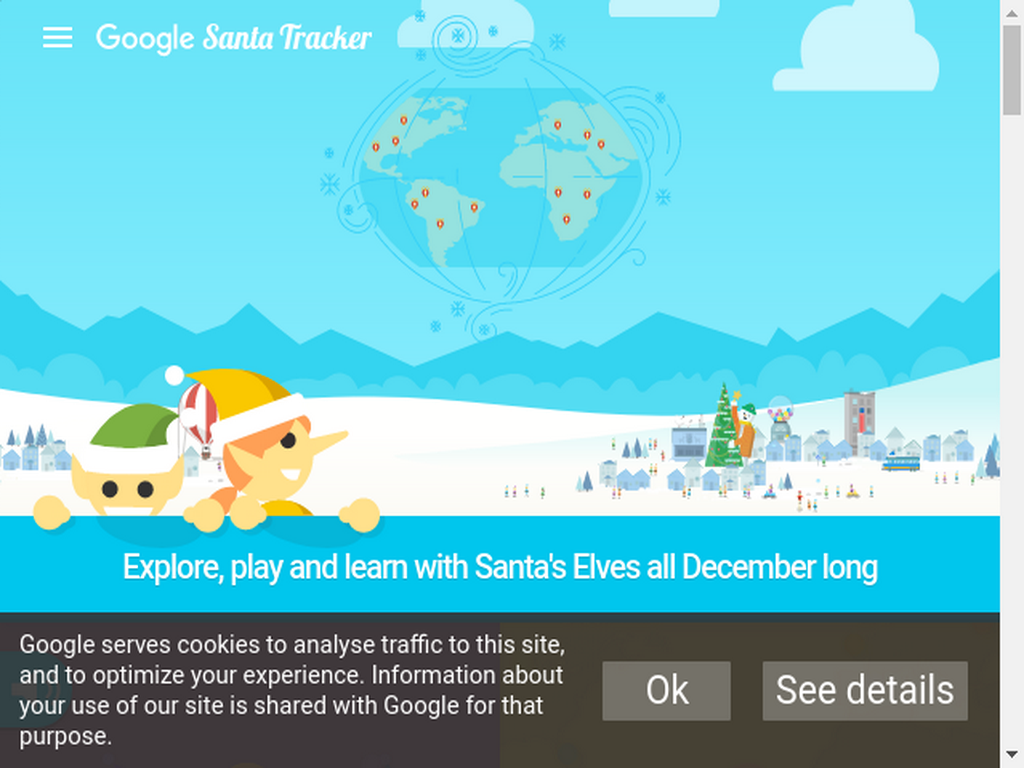 Google Santa Tracker
Explore, play and learn with Santa's Elves all December long
Google serves cookies to analyse traffic to this site,
and to optimize your experience. Information about
your use of our site is shared with Google for that
purpose.
Ok
See details